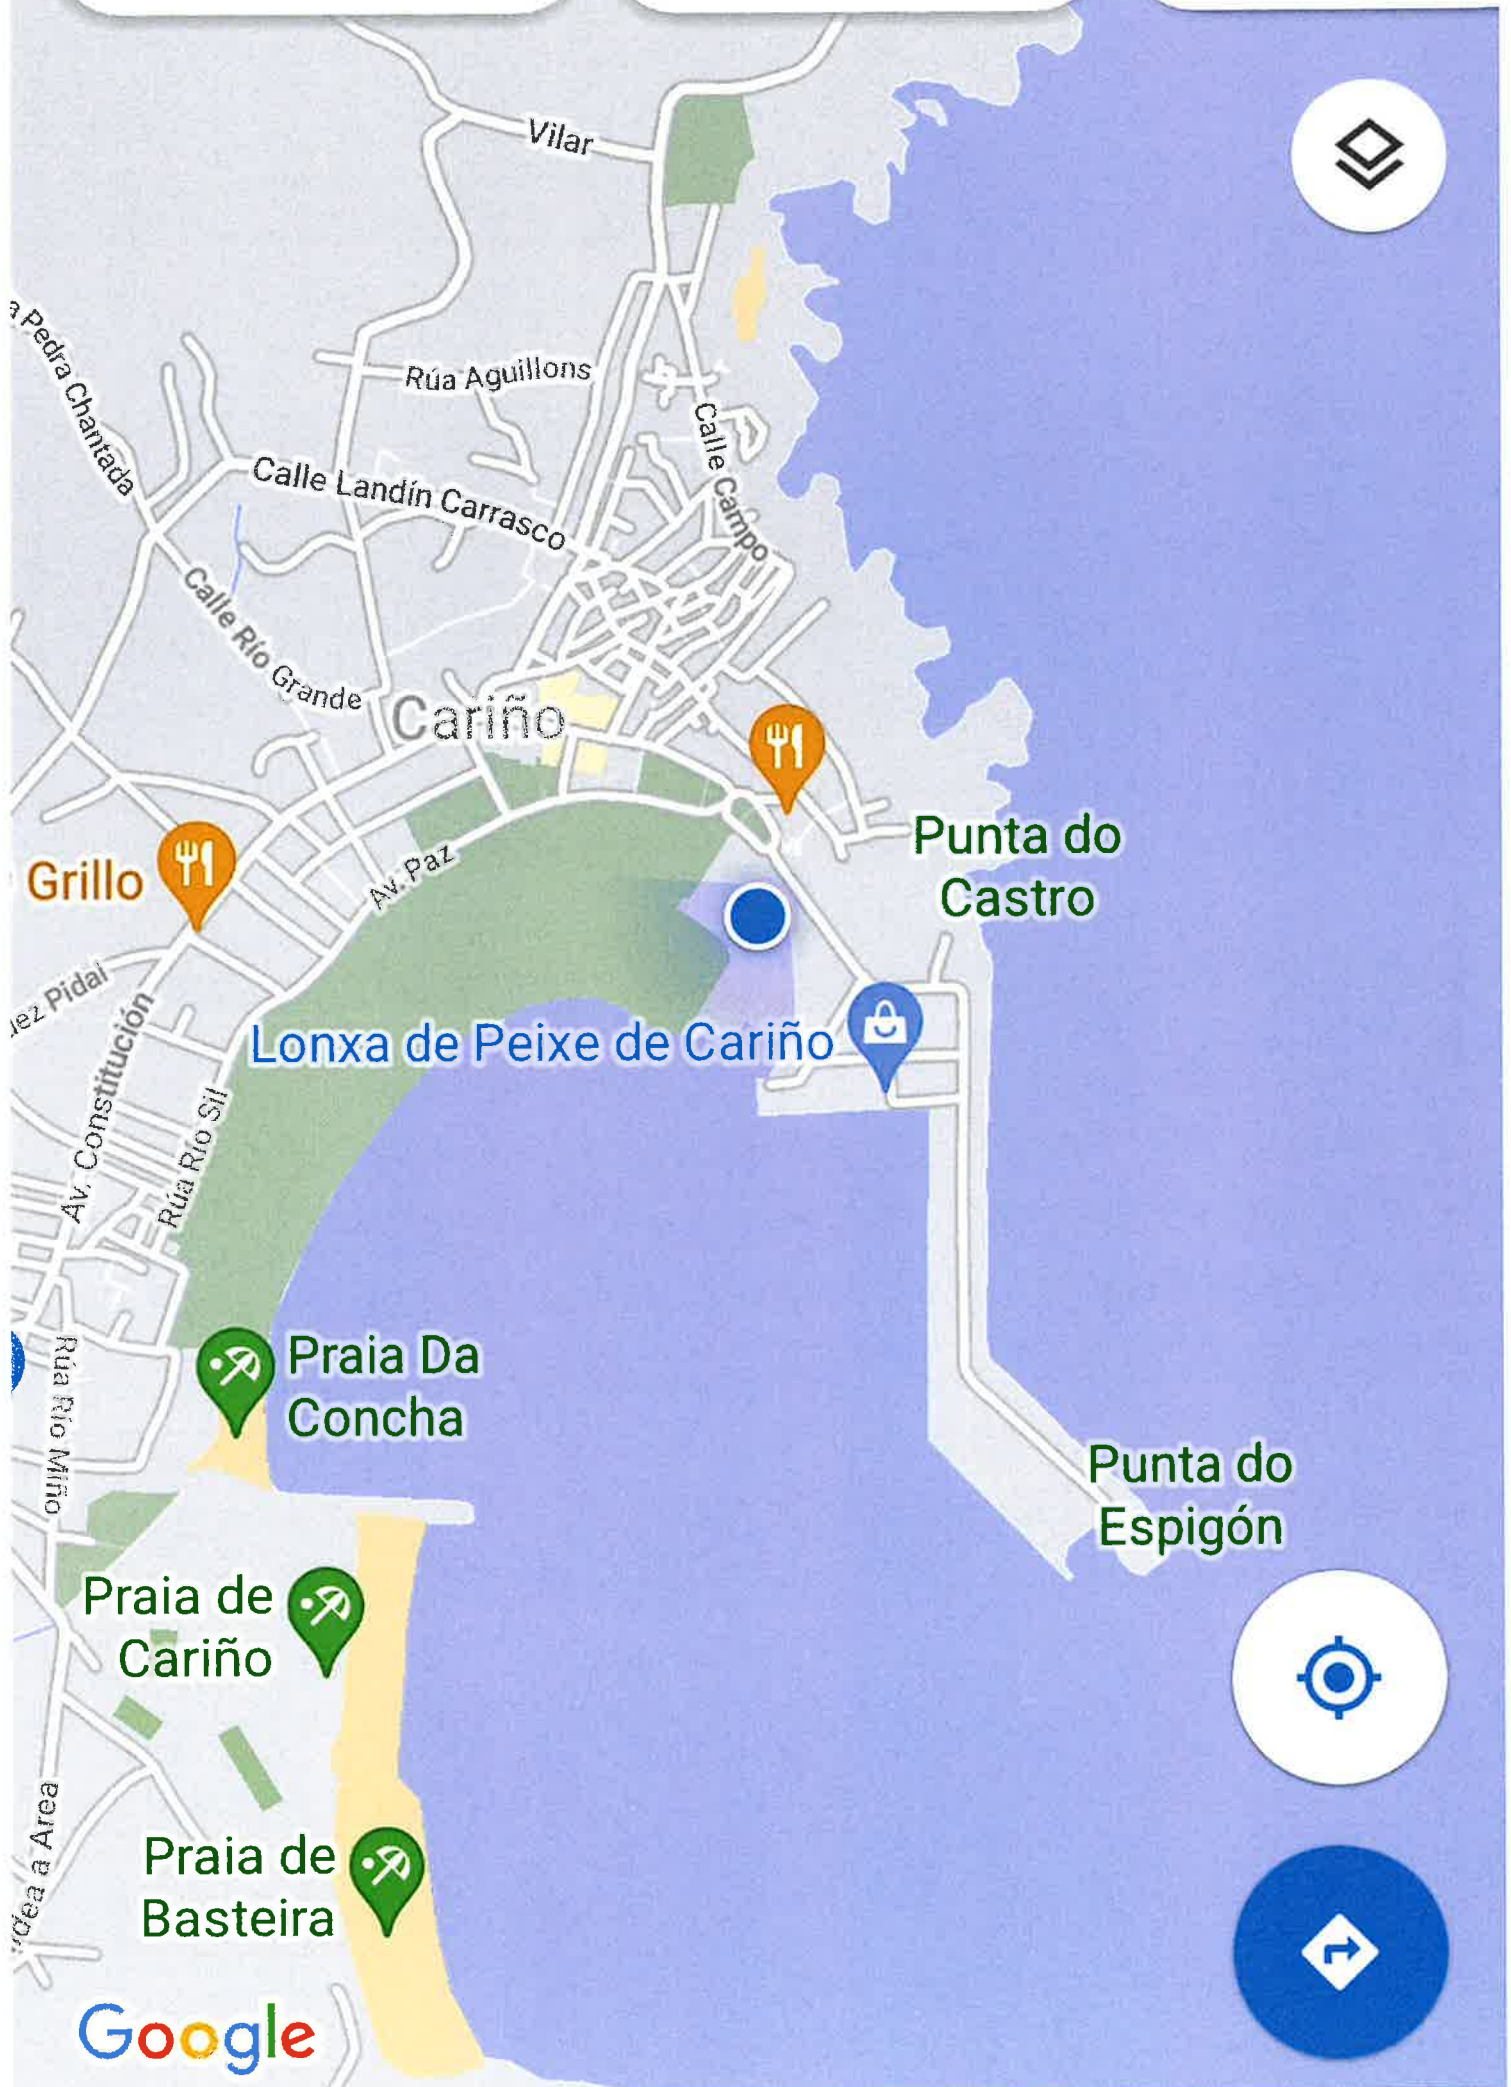 Vilar
Pedra Chantada
Rúa Aguillons
Calle Landín Carrasco
Calle Campo
Calle Río Grande
Cariño
Grillo
Av. Paz
Punta do
Castro
Pidal
Lonxa de Peixe de Cariño
Av. Constitución
Rúa Río Sil
Praia Da
Concha
Rúa Río Miño
Punta do
Espigón
Praia de
Cariño
a Area
Praia de
Basteira
Google